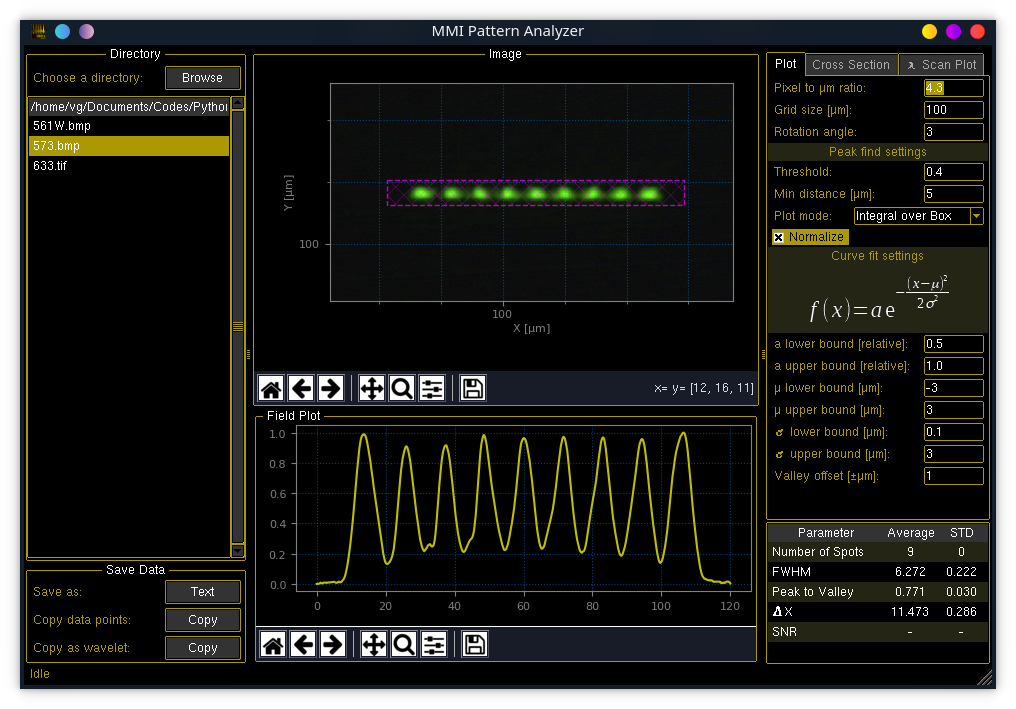 MMI Pattern Analyzer
Directory
Choose a directory: Browse
/home/vg/Documents/Codes/Python
561W.bmp
573.bmp
633.tif
Save Data
Save as: Text
Copy data points: Copy
Copy as wavelet: Copy
Idle
Image
Y [µm]
100
100
X [µm]
x= y= [12, 16, 11]
Field Plot
1.0
0.8
0.6
0.4
0.2
0.0
0 20 40 60 80 100 120
Plot Cross Section λ Scan Plot
Pixel to µm ratio: 4.3
Grid size [µm]: 100
Rotation angle: 3
Peak find settings
Threshold: 0.4
Min distance [µm]: 5
Plot mode: Integral over Box
Normalize
Curve fit settings
f(x)=ae^{-(x−μ)²/2σ²}
a lower bound [relative]: 0.5
a upper bound [relative]: 1.0
µ lower bound [µm]: -3
µ upper bound [µm]: 3
σ lower bound [µm]: 0.1
σ upper bound [µm]: 3
Valley offset [±µm]: 1
Parameter Average STD
Number of Spots 9 0
FWHM 6.272 0.222
Peak to Valley 0.771 0.030
Δ X 11.473 0.286
SNR - -